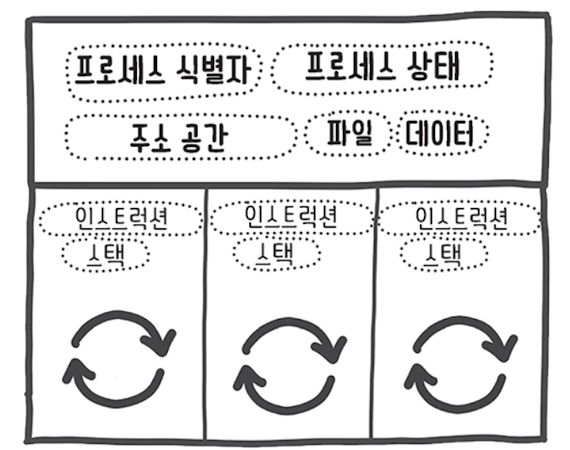 프로세스 식별자 프로세스 상태
주소 공간 파일 데이터
인스트럭션 인스트럭션 인스트럭션
스택 스택 스택